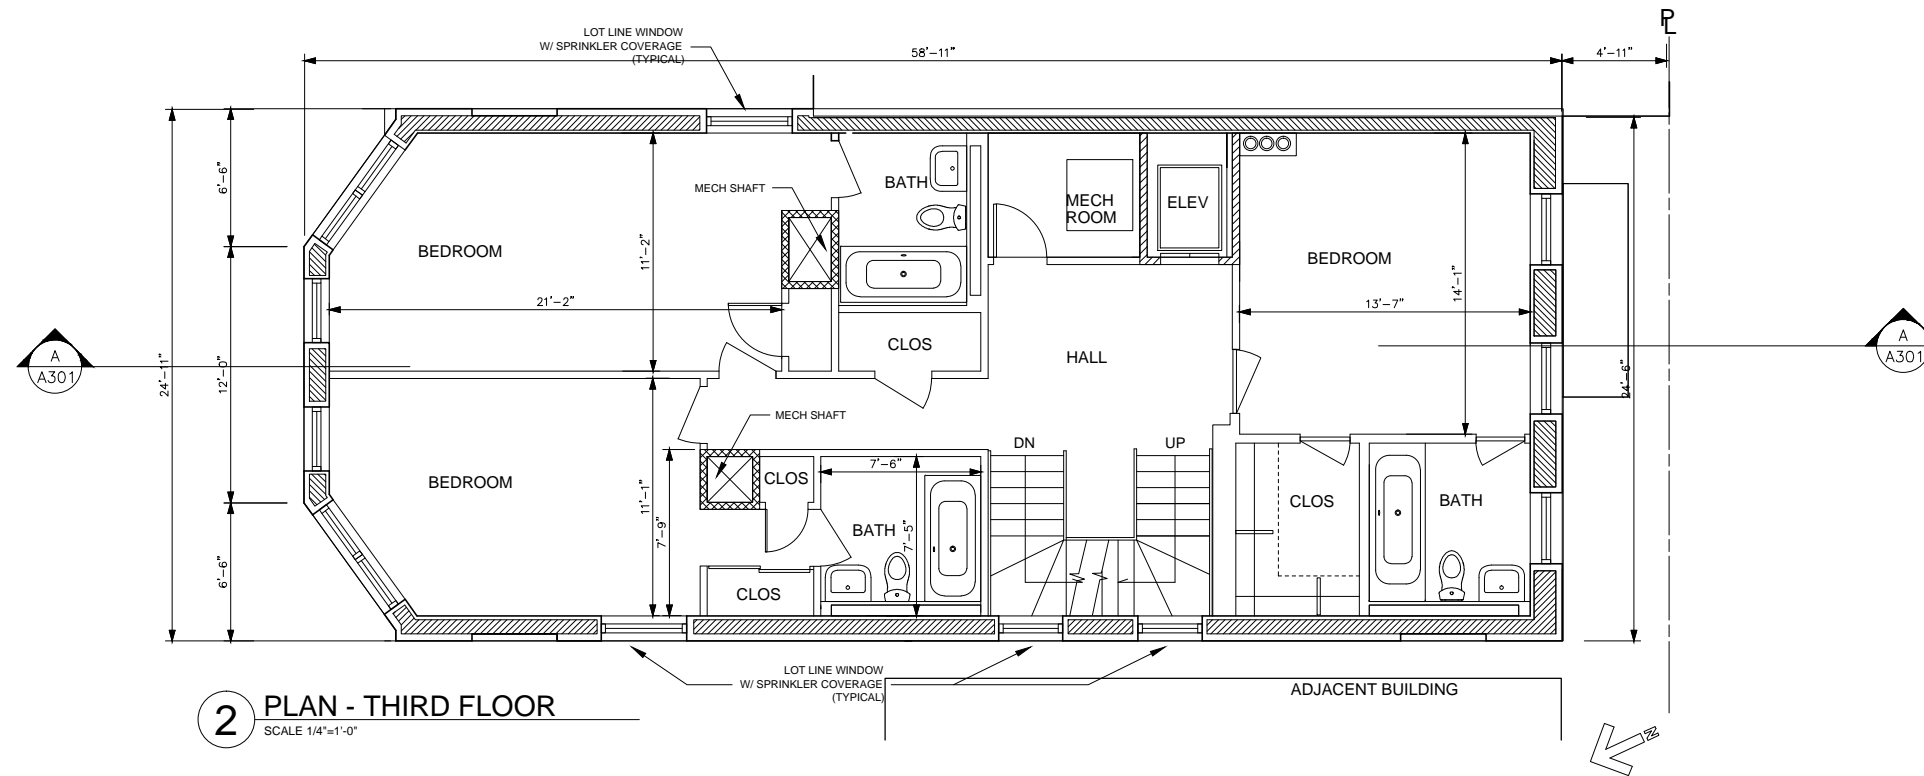 PL
LOT LINE WINDOW
W/ SPRINKLER COVERAGE
(TYPICAL)
58'-11"
4'-11"
6'-6"
MECH SHAFT
BATH
MECH
ROOM
ELEV
BEDROOM
11'-2"
BEDROOM
14'-1"
21'-2"
13'-7"
CLOS
HALL
A
A301
24'-11"
12'-0"
24'-6"
A
A301
MECH SHAFT
DN
UP
7'-6"
BEDROOM
11'-1"
CLOS
CLOS
BATH
7'-9"
BATH
7'-5"
6'-6"
CLOS
LOT LINE WINDOW
W/ SPRINKLER COVERAGE
(TYPICAL)
ADJACENT BUILDING
2
PLAN - THIRD FLOOR
SCALE 1/4"=1'-0"
N